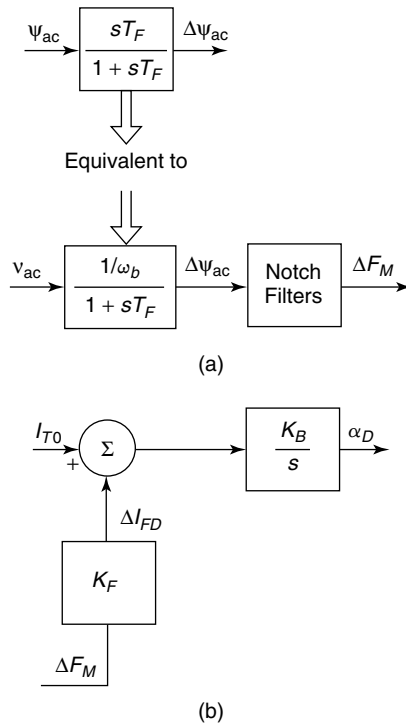 ψac sTF Δψac
1 + sTF
Equivalent to
νac 1/ωb Δψac Notch ΔFM
1 + sTF Filters
(a)
IT0 Σ KB αD
+ s
ΔIFD
KF
ΔFM
(b)